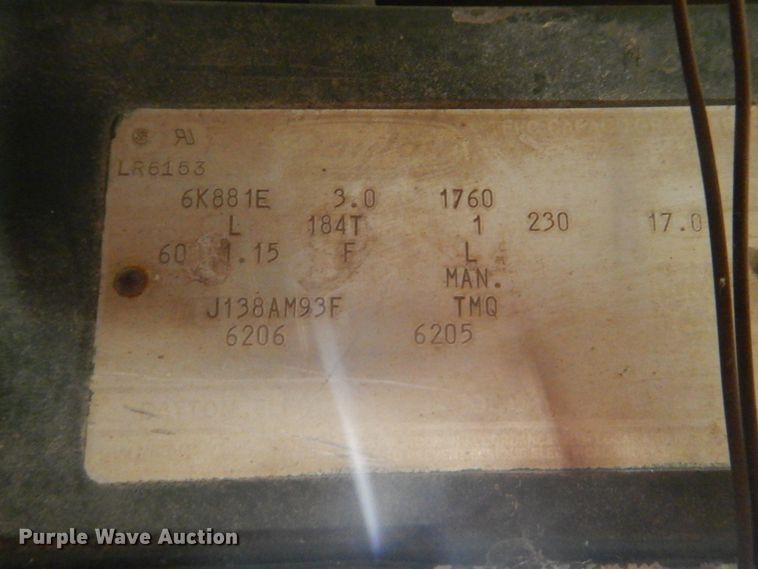 LR6153
6K881E 3.0 1760
L 184T 1 230 17.0
60 1.15 F L
MAN.
J138AM93F TMQ
6206 6205
Purple Wave Auction